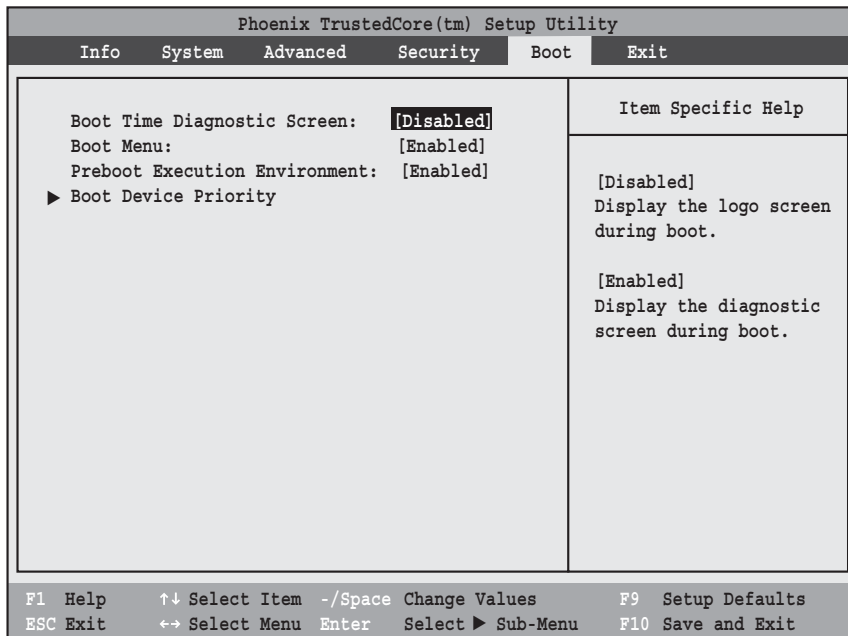 Phoenix TrustedCore(tm) Setup Utility
Info System Advanced Security Boot Exit
Boot Time Diagnostic Screen: [Disabled]
Boot Menu: [Enabled]
Preboot Execution Environment: [Enabled]
▶ Boot Device Priority
Item Specific Help
[Disabled]
Display the logo screen
during boot.
[Enabled]
Display the diagnostic
screen during boot.
F1 Help ↑↓ Select Item -/Space Change Values F9 Setup Defaults
ESC Exit ←→ Select Menu Enter Select ▶ Sub-Menu F10 Save and Exit